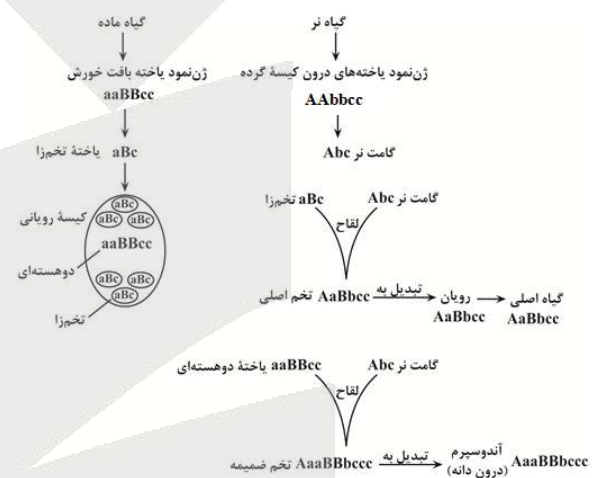 گیاه نر
ژن‌نمود یاخته‌های درون کیسهٔ گرده
AAbbcc
گامت نر Abc
گیاه ماده
ژن‌نمود یاخته بافت خورش
aaBBcc
یاختهٔ تخم‌زا aBc
کیسهٔ رویانی
aBc
aBc aBc
aaBBcc
دوهسته‌ای
aBc aBc
aBc
تخم‌زا
گامت نر Abc
تخم‌زا aBc
لقاح
تخم اصلی AaBbcc
تبدیل به
رویان
AaBbcc
گیاه اصلی
AaBbcc
گامت نر Abc
یاختهٔ دوهسته‌ای aaBBcc
لقاح
تخم ضمیمه AaaBBbccc
تبدیل به
آندوسپرم
(درون دانه)
AaaBBbccc